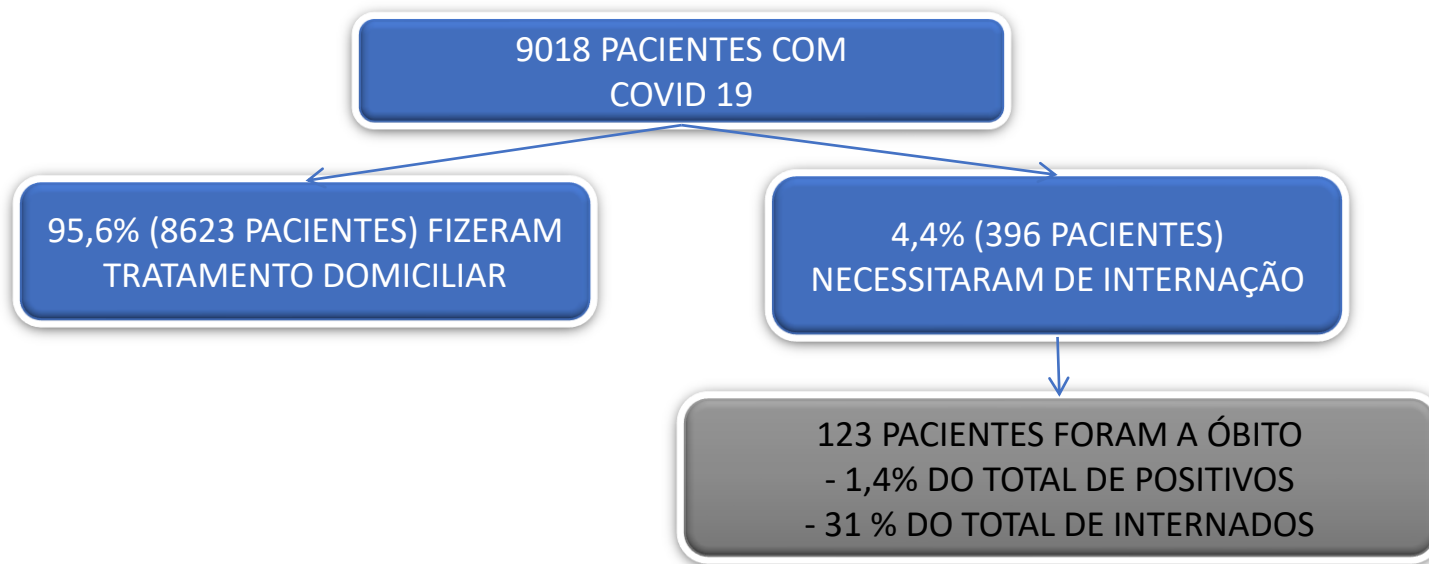 9018 PACIENTES COM
COVID 19
95,6% (8623 PACIENTES) FIZERAM
TRATAMENTO DOMICILIAR
4,4% (396 PACIENTES)
NECESSITARAM DE INTERNAÇÃO
123 PACIENTES FORAM A ÓBITO
- 1,4% DO TOTAL DE POSITIVOS
- 31 % DO TOTAL DE INTERNADOS